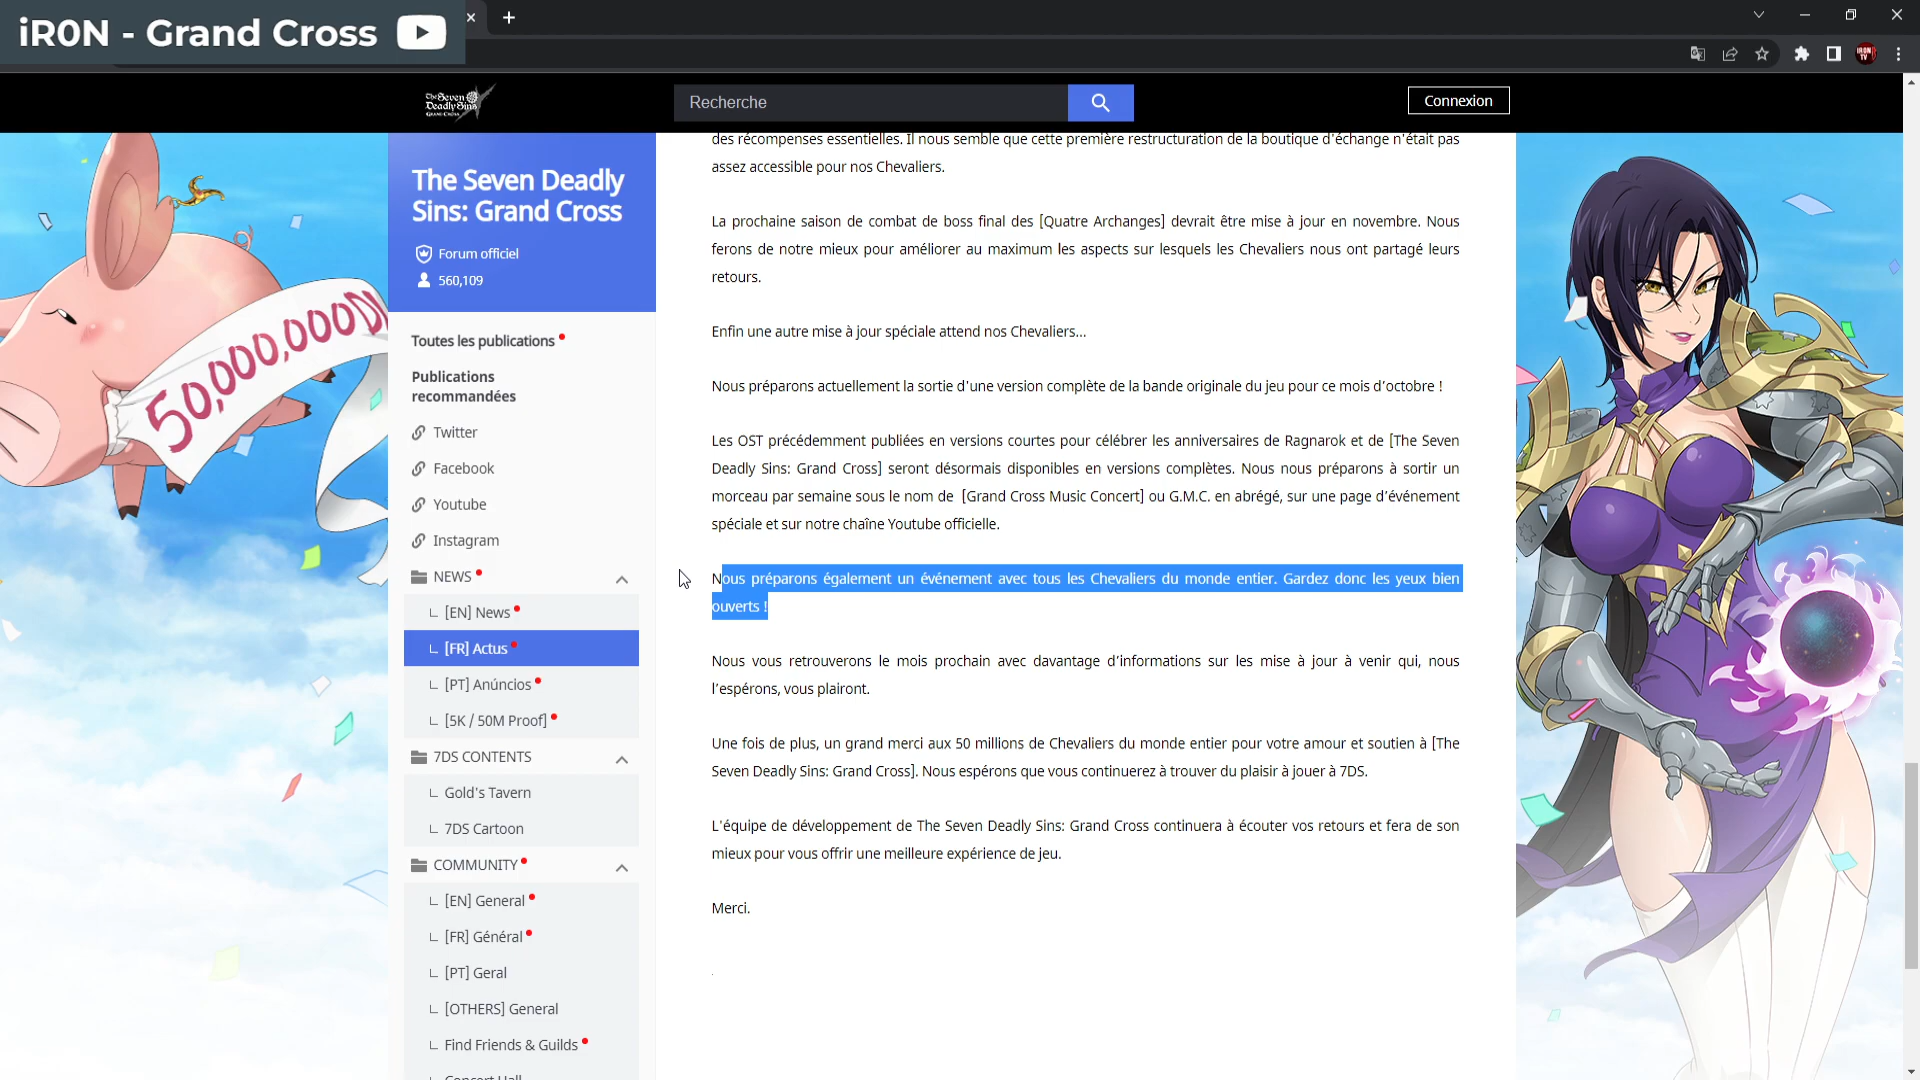 iR0N - Grand Cross
The Seven
Deadly Sins
GRAND CROSS
Recherche
Connexion
IRON
TV
50,000,000D
The Seven Deadly
Sins: Grand Cross
Forum officiel
560,109
Toutes les publications
Publications
recommandées
Twitter
Facebook
Youtube
Instagram
NEWS
[EN] News
[FR] Actus
[PT] Anúncios
[5K / 50M Proof]
7DS CONTENTS
Gold's Tavern
7DS Cartoon
COMMUNITY
[EN] General
[FR] Général
[PT] Geral
[OTHERS] General
Find Friends & Guilds
Concert Hall
des récompenses essentielles. Il nous semble que cette première restructuration de la boutique d'échange n'était pas
assez accessible pour nos Chevaliers.
La prochaine saison de combat de boss final des [Quatre Archanges] devrait être mise à jour en novembre. Nous
ferons de notre mieux pour améliorer au maximum les aspects sur lesquels les Chevaliers nous ont partagé leurs
retours.
Enfin une autre mise à jour spéciale attend nos Chevaliers...
Nous préparons actuellement la sortie d'une version complète de la bande originale du jeu pour ce mois d'octobre !
Les OST précédemment publiées en versions courtes pour célébrer les anniversaires de Ragnarok et de [The Seven
Deadly Sins: Grand Cross] seront désormais disponibles en versions complètes. Nous nous préparons à sortir un
morceau par semaine sous le nom de [Grand Cross Music Concert] ou G.M.C. en abrégé, sur une page d'événement
spéciale et sur notre chaîne Youtube officielle.
Nous préparons également un événement avec tous les Chevaliers du monde entier. Gardez donc les yeux bien
ouverts !
Nous vous retrouverons le mois prochain avec davantage d'informations sur les mise à jour à venir qui, nous
l'espérons, vous plairont.
Une fois de plus, un grand merci aux 50 millions de Chevaliers du monde entier pour votre amour et soutien à [The
Seven Deadly Sins: Grand Cross]. Nous espérons que vous continuerez à trouver du plaisir à jouer à 7DS.
L'équipe de développement de The Seven Deadly Sins: Grand Cross continuera à écouter vos retours et fera de son
mieux pour vous offrir une meilleure expérience de jeu.
Merci.
.